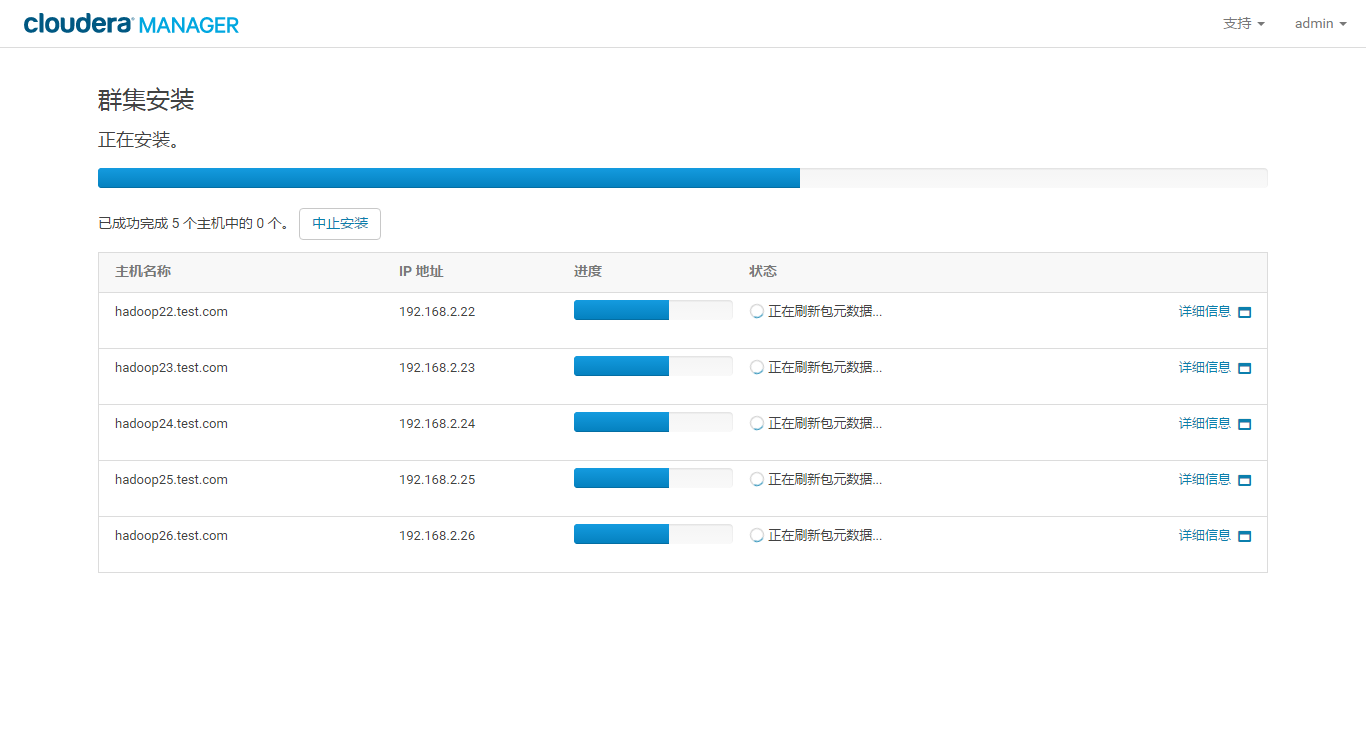 cloudera MANAGER 支持 admin
群集安装
正在安装。
已成功完成 5 个主机中的 0 个。 中止安装
主机名称 IP 地址 进度 状态
hadoop22.test.com 192.168.2.22 正在刷新包元数据... 详细信息
hadoop23.test.com 192.168.2.23 正在刷新包元数据... 详细信息
hadoop24.test.com 192.168.2.24 正在刷新包元数据... 详细信息
hadoop25.test.com 192.168.2.25 正在刷新包元数据... 详细信息
hadoop26.test.com 192.168.2.26 正在刷新包元数据... 详细信息